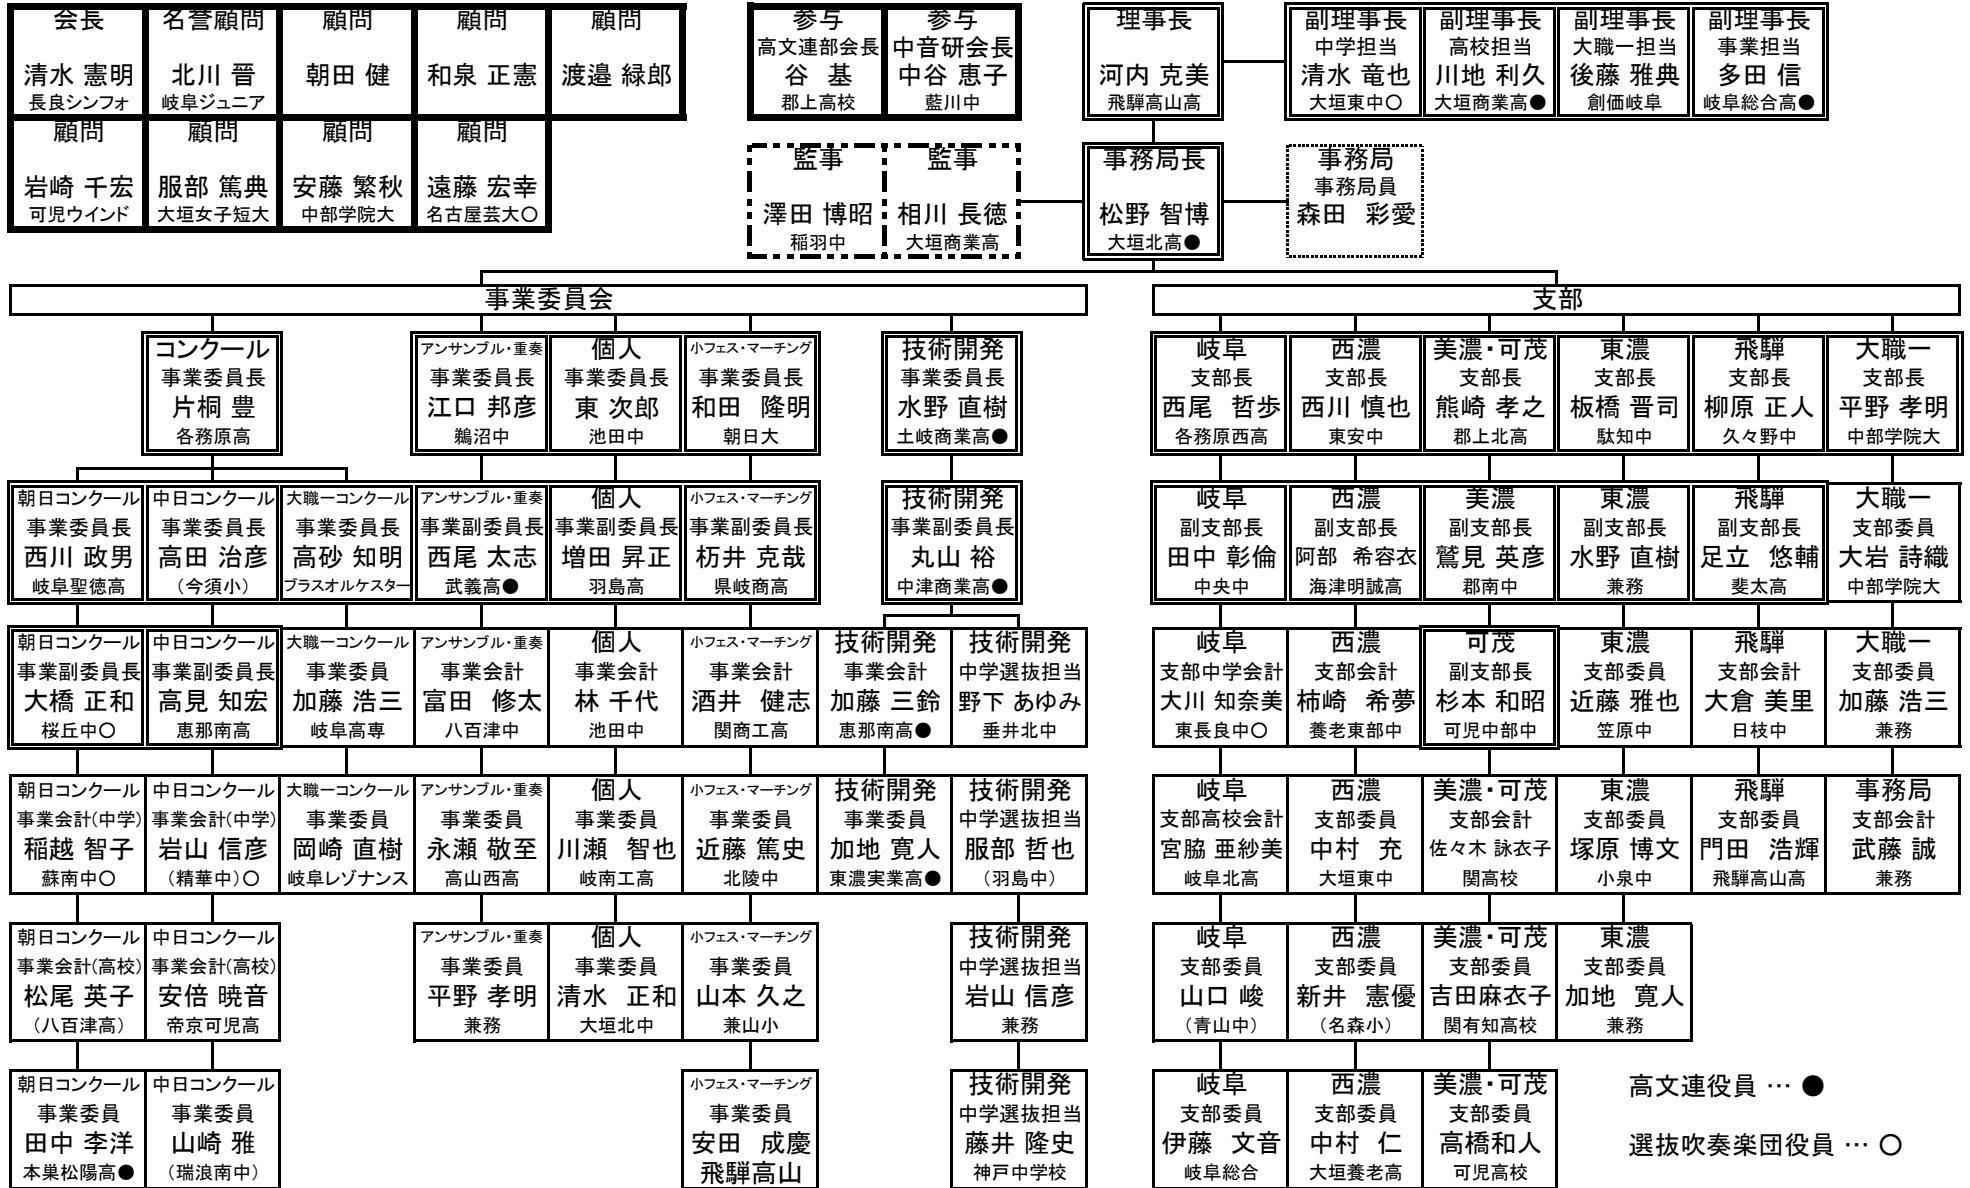 会長
清水 憲明
長良シンフォ
名誉顧問
北川 晉
岐阜ジュニア
顧問
朝田 健
顧問
和泉 正憲
顧問
渡邉 緑郎
顧問
岩崎 千宏
可児ウインド
顧問
服部 篤典
大垣女子短大
顧問
安藤 繁秋
中部学院大
顧問
遠藤 宏幸
名古屋芸大〇
参与
高文連部会長
谷 基
郡上高校
参与
中音研会長
中谷 恵子
藍川中
理事長
河内 克美
飛騨高山高
副理事長
中学担当
清水 竜也
大垣東中〇
副理事長
高校担当
川地 利久
大垣商業高●
副理事長
大職一担当
後藤 雅典
創価岐阜
副理事長
事業担当
多田 信
岐阜総合高●
監事
澤田 博昭
稲羽中
監事
相川 長徳
大垣商業高
事務局長
松野 智博
大垣北高●
事務局
事務局員
森田 彩愛
事業委員会
支部
コンクール
事業委員長
片桐 豊
各務原高
アンサンブル・重奏
事業委員長
江口 邦彦
鵜沼中
個人
事業委員長
東 次郎
池田中
小フェス・マーチング
事業委員長
和田 隆明
朝日大
技術開発
事業委員長
水野 直樹
土岐商業高●
岐阜
支部長
西尾 哲歩
各務原西高
西濃
支部長
西川 慎也
東安中
美濃・可茂
支部長
熊崎 孝之
郡上北高
東濃
支部長
板橋 晋司
駄知中
飛騨
支部長
柳原 正人
久々野中
大職一
支部長
平野 孝明
中部学院大
朝日コンクール
事業委員長
西川 政男
岐阜聖徳高
中日コンクール
事業委員長
高田 治彦
(今須小)
大職一コンクール
事業委員長
高砂 知明
ブラスオルケスター
アンサンブル・重奏
事業副委員長
西尾 太志
武義高●
個人
事業副委員長
増田 昇正
羽島高
小フェス・マーチング
事業副委員長
杤井 克哉
県岐商高
技術開発
事業副委員長
丸山 裕
中津商業高●
岐阜
副支部長
田中 彰倫
中央中
西濃
副支部長
阿部 希容衣
海津明誠高
美濃
副支部長
鷲見 英彦
郡南中
東濃
副支部長
水野 直樹
兼務
飛騨
副支部長
足立 悠輔
斐太高
大職一
支部委員
大岩 詩織
中部学院大
朝日コンクール
事業副委員長
大橋 正和
桜丘中〇
中日コンクール
事業副委員長
高見 知宏
恵那南高
大職一コンクール
事業委員
加藤 浩三
岐阜高専
アンサンブル・重奏
事業会計
富田 修太
八百津中
個人
事業会計
林 千代
池田中
小フェス・マーチング
事業会計
酒井 健志
関商工高
技術開発
事業会計
加藤 三鈴
恵那南高●
技術開発
中学選抜担当
野下 あゆみ
垂井北中
岐阜
支部中学会計
大川 知奈美
東長良中〇
西濃
支部会計
柿崎 希夢
養老東部中
可茂
副支部長
杉本 和昭
可児中部中
東濃
支部委員
近藤 雅也
笠原中
飛騨
支部会計
大倉 美里
日枝中
大職一
支部委員
加藤 浩三
兼務
朝日コンクール
事業会計(中学)
稲越 智子
蘇南中〇
中日コンクール
事業会計(中学)
岩山 信彦
(精華中)〇
大職一コンクール
事業委員
岡崎 直樹
岐阜レゾナンス
アンサンブル・重奏
事業委員
永瀬 敬至
高山西高
個人
事業委員
川瀬 智也
岐南工高
小フェス・マーチング
事業委員
近藤 篤史
北陵中
技術開発
事業委員
加地 寛人
東濃実業高●
技術開発
中学選抜担当
服部 哲也
(羽島中)
岐阜
支部高校会計
宮脇 亜紗美
岐阜北高
西濃
支部委員
中村 充
大垣東中
美濃・可茂
支部会計
佐々木 詠衣子
関高校
東濃
支部委員
塚原 博文
小泉中
飛騨
支部委員
門田 浩輝
飛騨高山高
事務局
支部会計
武藤 誠
兼務
朝日コンクール
事業会計(高校)
松尾 英子
(八百津高)
中日コンクール
事業会計(高校)
安倍 暁音
帝京可児高
アンサンブル・重奏
事業委員
平野 孝明
兼務
個人
事業委員
清水 正和
大垣北中
小フェス・マーチング
事業委員
山本 久之
兼山小
技術開発
中学選抜担当
岩山 信彦
兼務
岐阜
支部委員
山口 峻
(青山中)
西濃
支部委員
新井 憲優
(名森小)
美濃・可茂
支部委員
吉田麻衣子
関有知高校
東濃
支部委員
加地 寛人
兼務
朝日コンクール
事業委員
田中 李洋
本巣松陽高●
中日コンクール
事業委員
山崎 雅
(瑞浪南中)
小フェス・マーチング
事業委員
安田 成慶
飛騨高山
技術開発
中学選抜担当
藤井 隆史
神戸中学校
岐阜
支部委員
伊藤 文音
岐阜総合
西濃
支部委員
中村 仁
大垣養老高
美濃・可茂
支部委員
高橋和人
可児高校
高文連役員 … ●
選抜吹奏楽団役員 … 〇